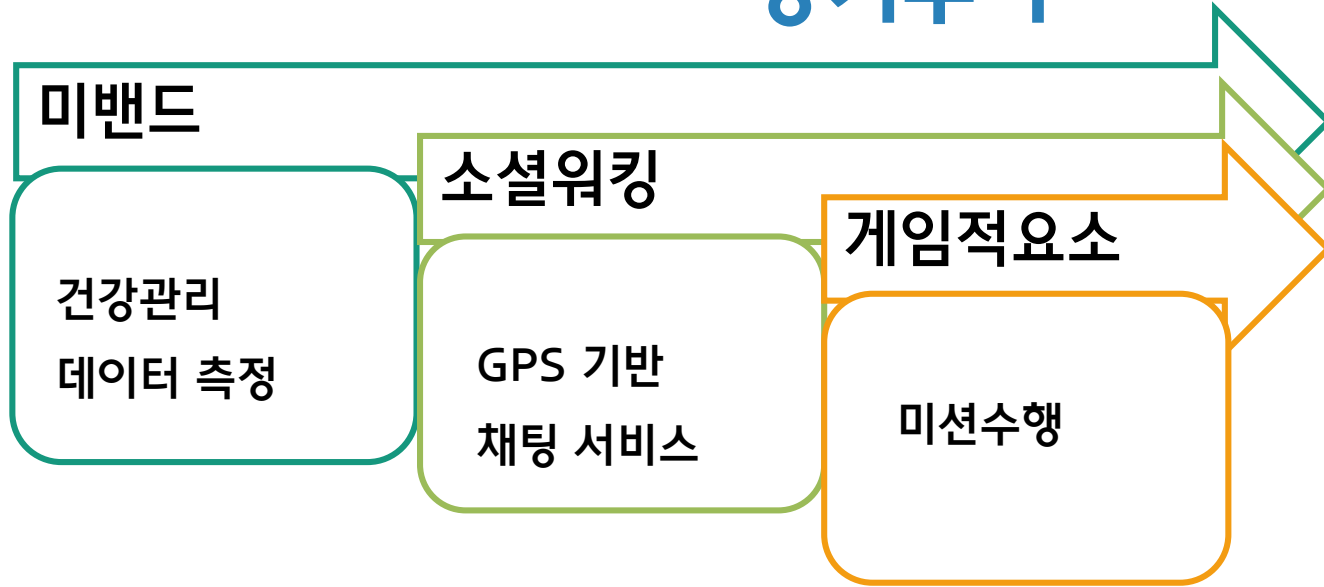 미밴드
건강관리
데이터 측정
소셜워킹
GPS 기반
채팅 서비스
게임적요소
미션수행